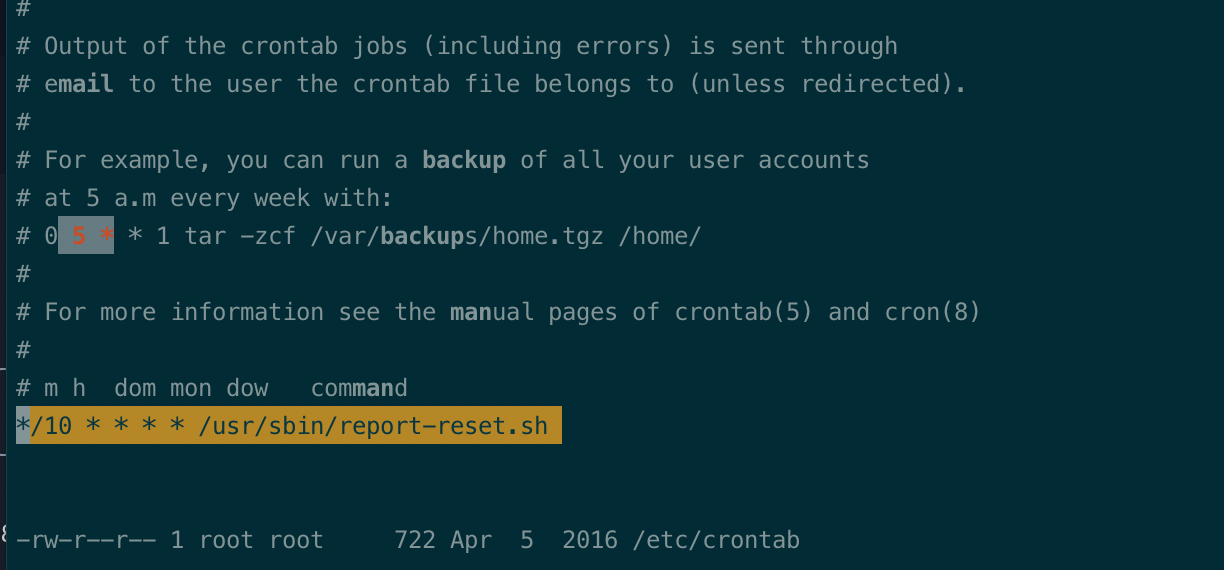 #
# Output of the crontab jobs (including errors) is sent through
# email to the user the crontab file belongs to (unless redirected).
#
# For example, you can run a backup of all your user accounts
# at 5 a.m every week with:
# 0 5 * * 1 tar -zcf /var/backups/home.tgz /home/
#
# For more information see the manual pages of crontab(5) and cron(8)
#
# m h  dom mon dow   command
*/10 * * * * /usr/sbin/report-reset.sh
-rw-r--r-- 1 root root     722 Apr  5  2016 /etc/crontab